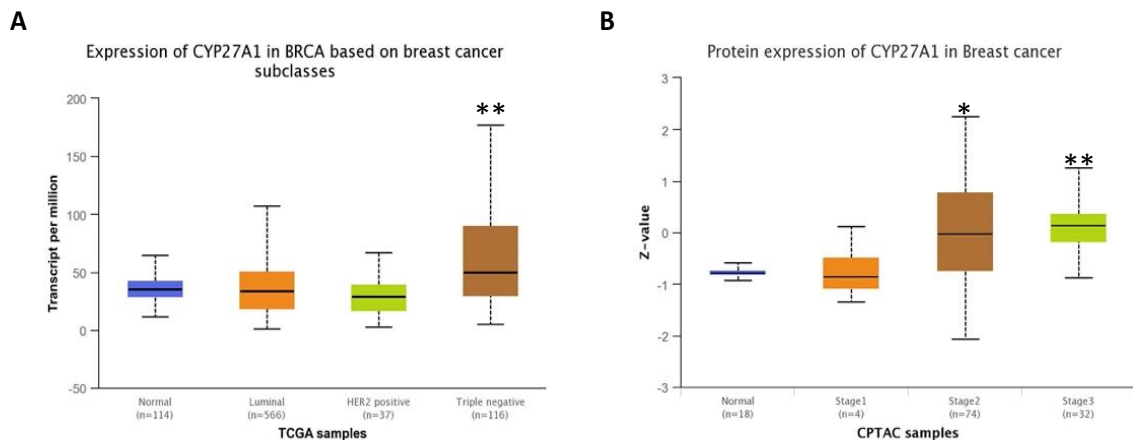 A
Expression of CYP27A1 in BRCA based on breast cancer
subclasses
Transcript per million
200
150
100
50
0
-50
**
Normal
(n=114)
Luminal
(n=566)
HER2 positive
(n=37)
Triple negative
(n=116)
TCGA samples
B
Protein expression of CYP27A1 in Breast cancer
Z-value
3
2
1
0
-1
-2
-3
*
**
Normal
(n=18)
Stage1
(n=4)
Stage2
(n=74)
Stage3
(n=32)
CPTAC samples